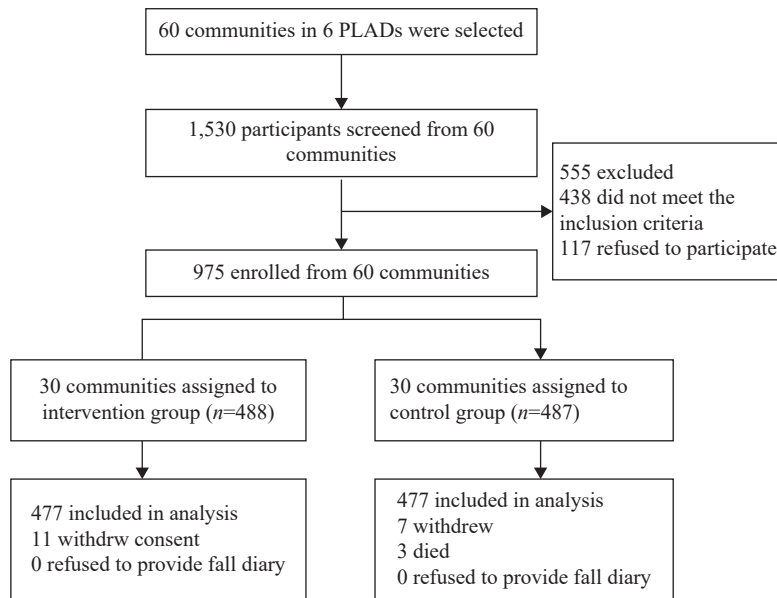 60 communities in 6 PLADs were selected
1,530 participants screened from 60
communities
555 excluded
438 did not meet the
inclusion criteria
117 refused to participate
975 enrolled from 60 communities
30 communities assigned to
intervention group (n=488)
30 communities assigned to
control group (n=487)
477 included in analysis
11 withdrw consent
0 refused to provide fall diary
477 included in analysis
7 withdrew
3 died
0 refused to provide fall diary